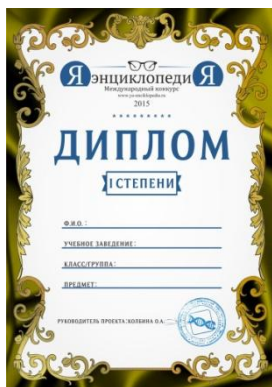 ЯЭНЦИКЛОПЕДИЯ
Международный конкурс
www.ya-enciklopedia.ru
2015
ДИПЛОМ
I СТЕПЕНИ
Ф.И.О. :
УЧЕБНОЕ ЗАВЕДЕНИЕ:
КЛАСС/ГРУППА:
ПРЕДМЕТ:
РУКОВОДИТЕЛЬ ПРОЕКТА:КОЛБИНА О.А.